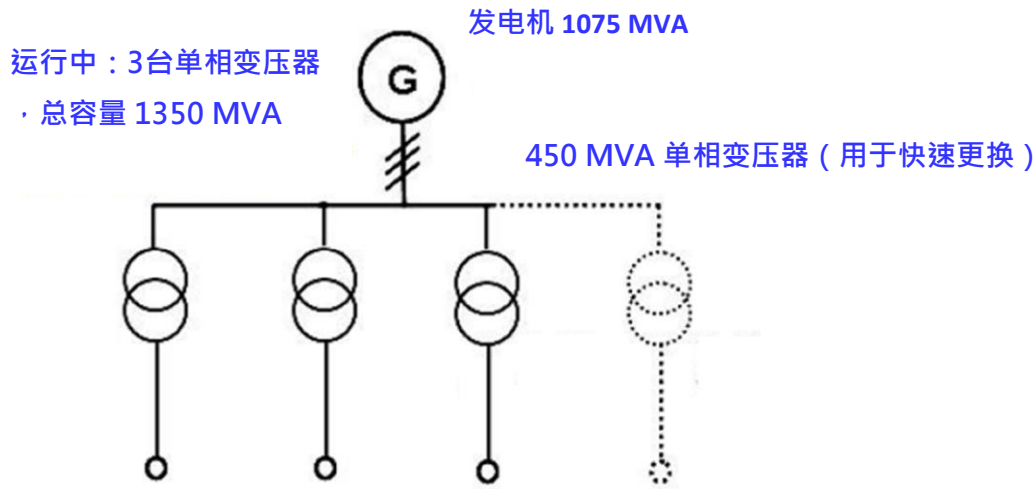 发电机 1075 MVA
运行中：3台单相变压器
，总容量 1350 MVA
G
450 MVA 单相变压器（用于快速更换）